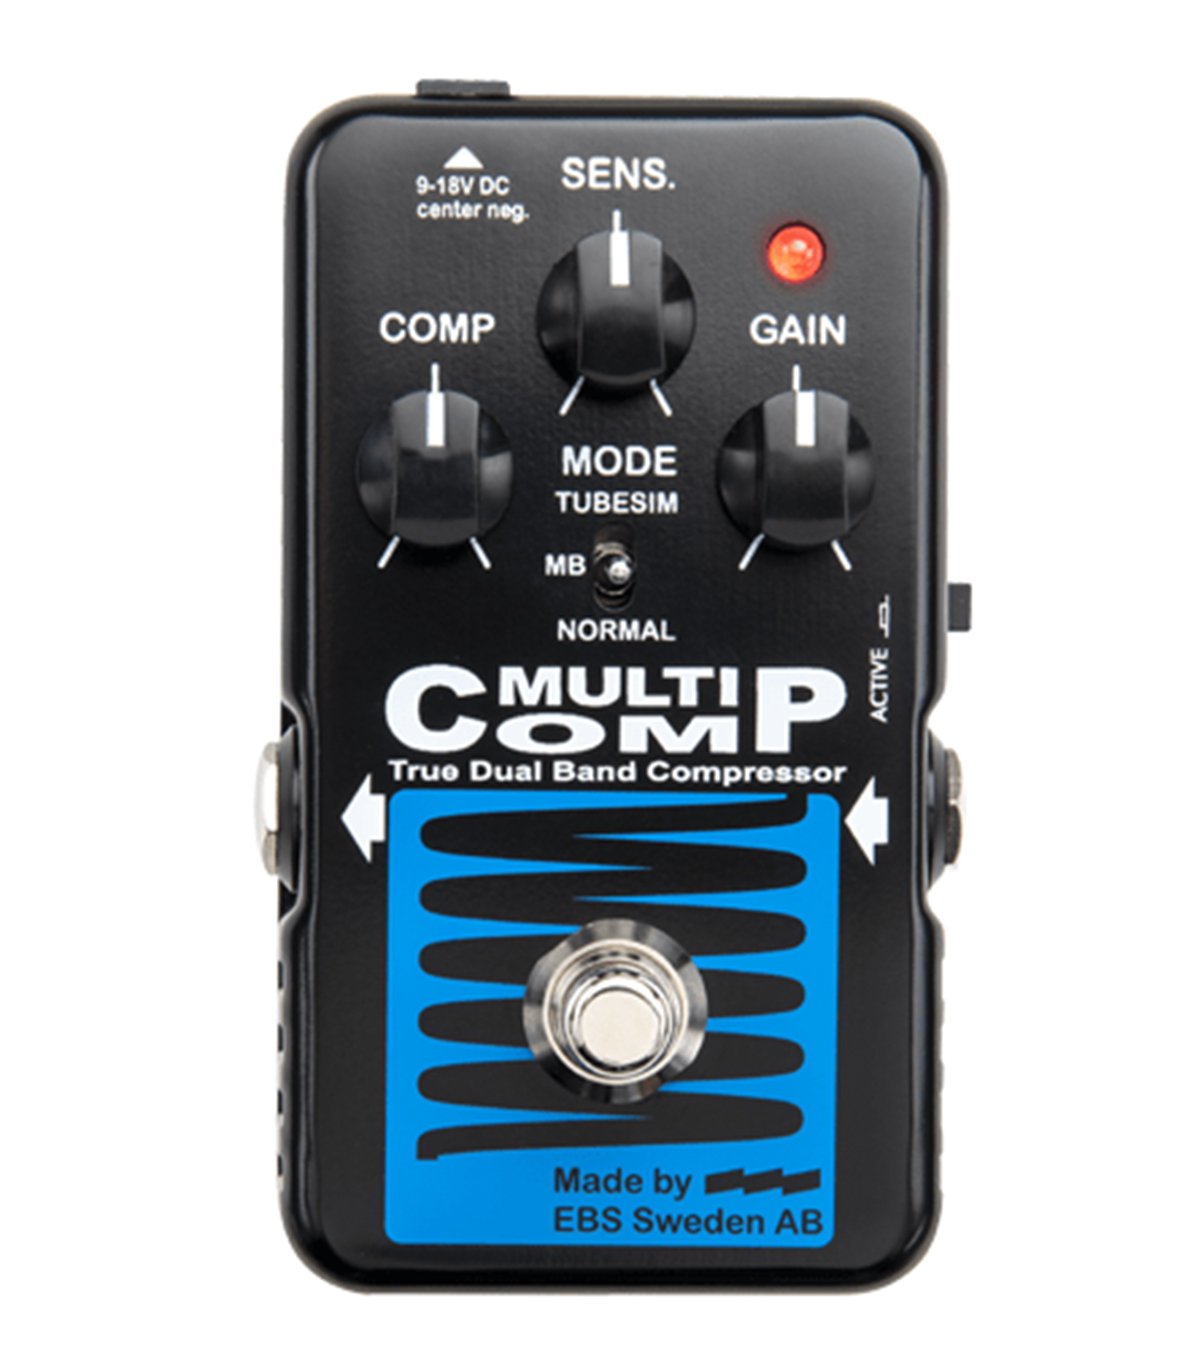 9-18V DC
center neg.
SENS.
COMP
GAIN
MODE
TUBESIM
MB
NORMAL
ACTIVE
MULTI
COMP
True Dual Band Compressor
Made by
EBS Sweden AB